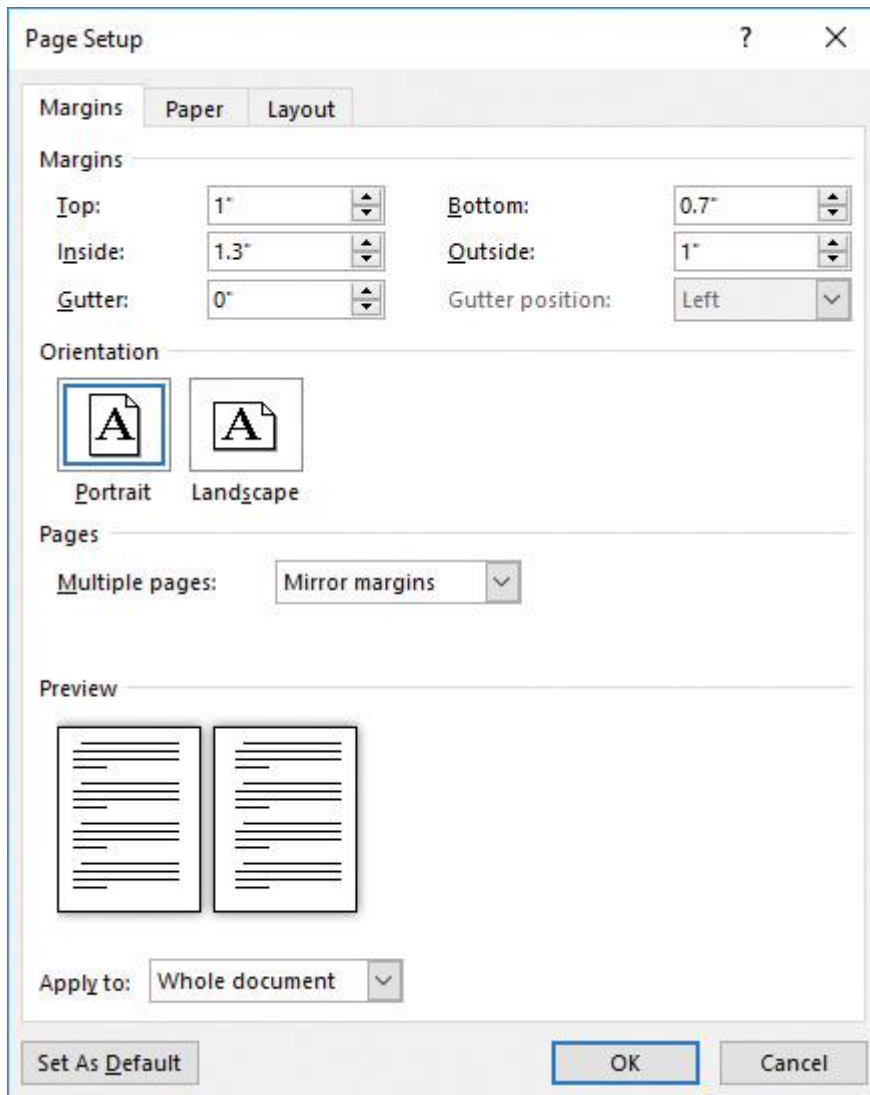 Page Setup ? ×
Margins Paper Layout
Margins
Top: 1" Bottom: 0.7"
Inside: 1.3" Outside: 1"
Gutter: 0" Gutter position: Left
Orientation
A A
Portrait Landscape
Pages
Multiple pages: Mirror margins
Preview
Apply to: Whole document
Set As Default OK Cancel